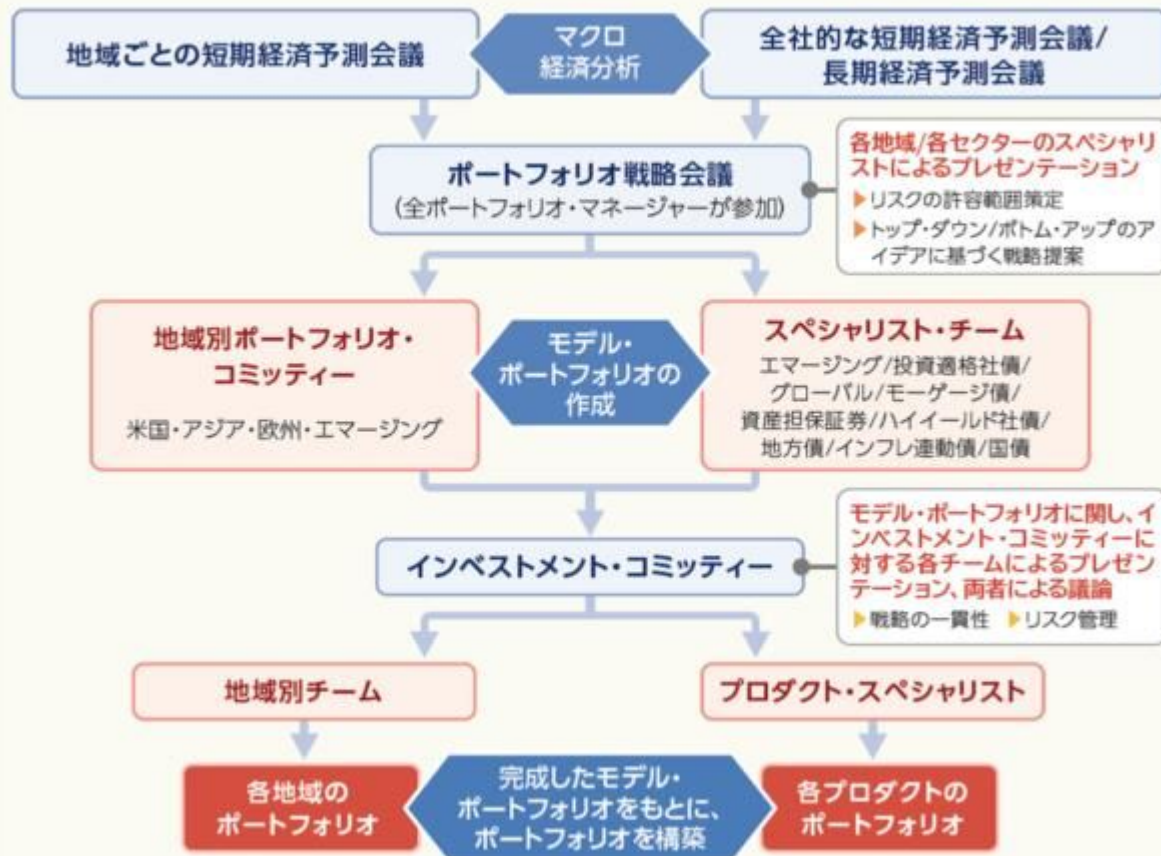 地域ごとの短期経済予測会議
マクロ
経済分析
全社的な短期経済予測会議/
長期経済予測会議
ポートフォリオ戦略会議
(全ポートフォリオ・マネージャーが参加)
各地域/各セクターのスペシャリ
ストによるプレゼンテーション
▶リスクの許容範囲策定
▶トップ・ダウン/ボトム・アップのア
イデアに基づく戦略提案
地域別ポートフォリオ・
コミッティー
米国・アジア・欧州・エマージング
モデル・
ポートフォリオの
作成
スペシャリスト・チーム
エマージング/投資適格社債/
グローバル/モーゲージ債/
資産担保証券/ハイイールド社債/
地方債/インフレ連動債/国債
インベストメント・コミッティー
モデル・ポートフォリオに関し、イ
ンベストメント・コミッティーに
対する各チームによるプレゼン
テーション、両者による議論
▶戦略の一貫性 ▶リスク管理
地域別チーム
プロダクト・スペシャリスト
各地域の
ポートフォリオ
完成したモデル・
ポートフォリオをもとに、
ポートフォリオを構築
各プロダクトの
ポートフォリオ